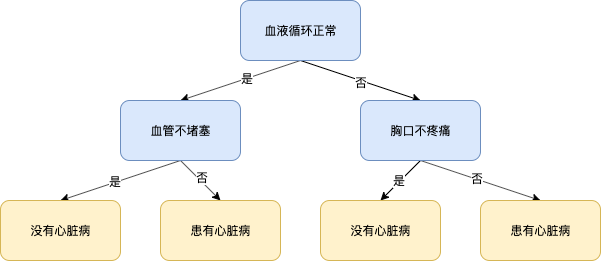 血液循环正常
是
否
血管不堵塞
胸口不疼痛
是
否
是
否
没有心脏病
患有心脏病
没有心脏病
患有心脏病